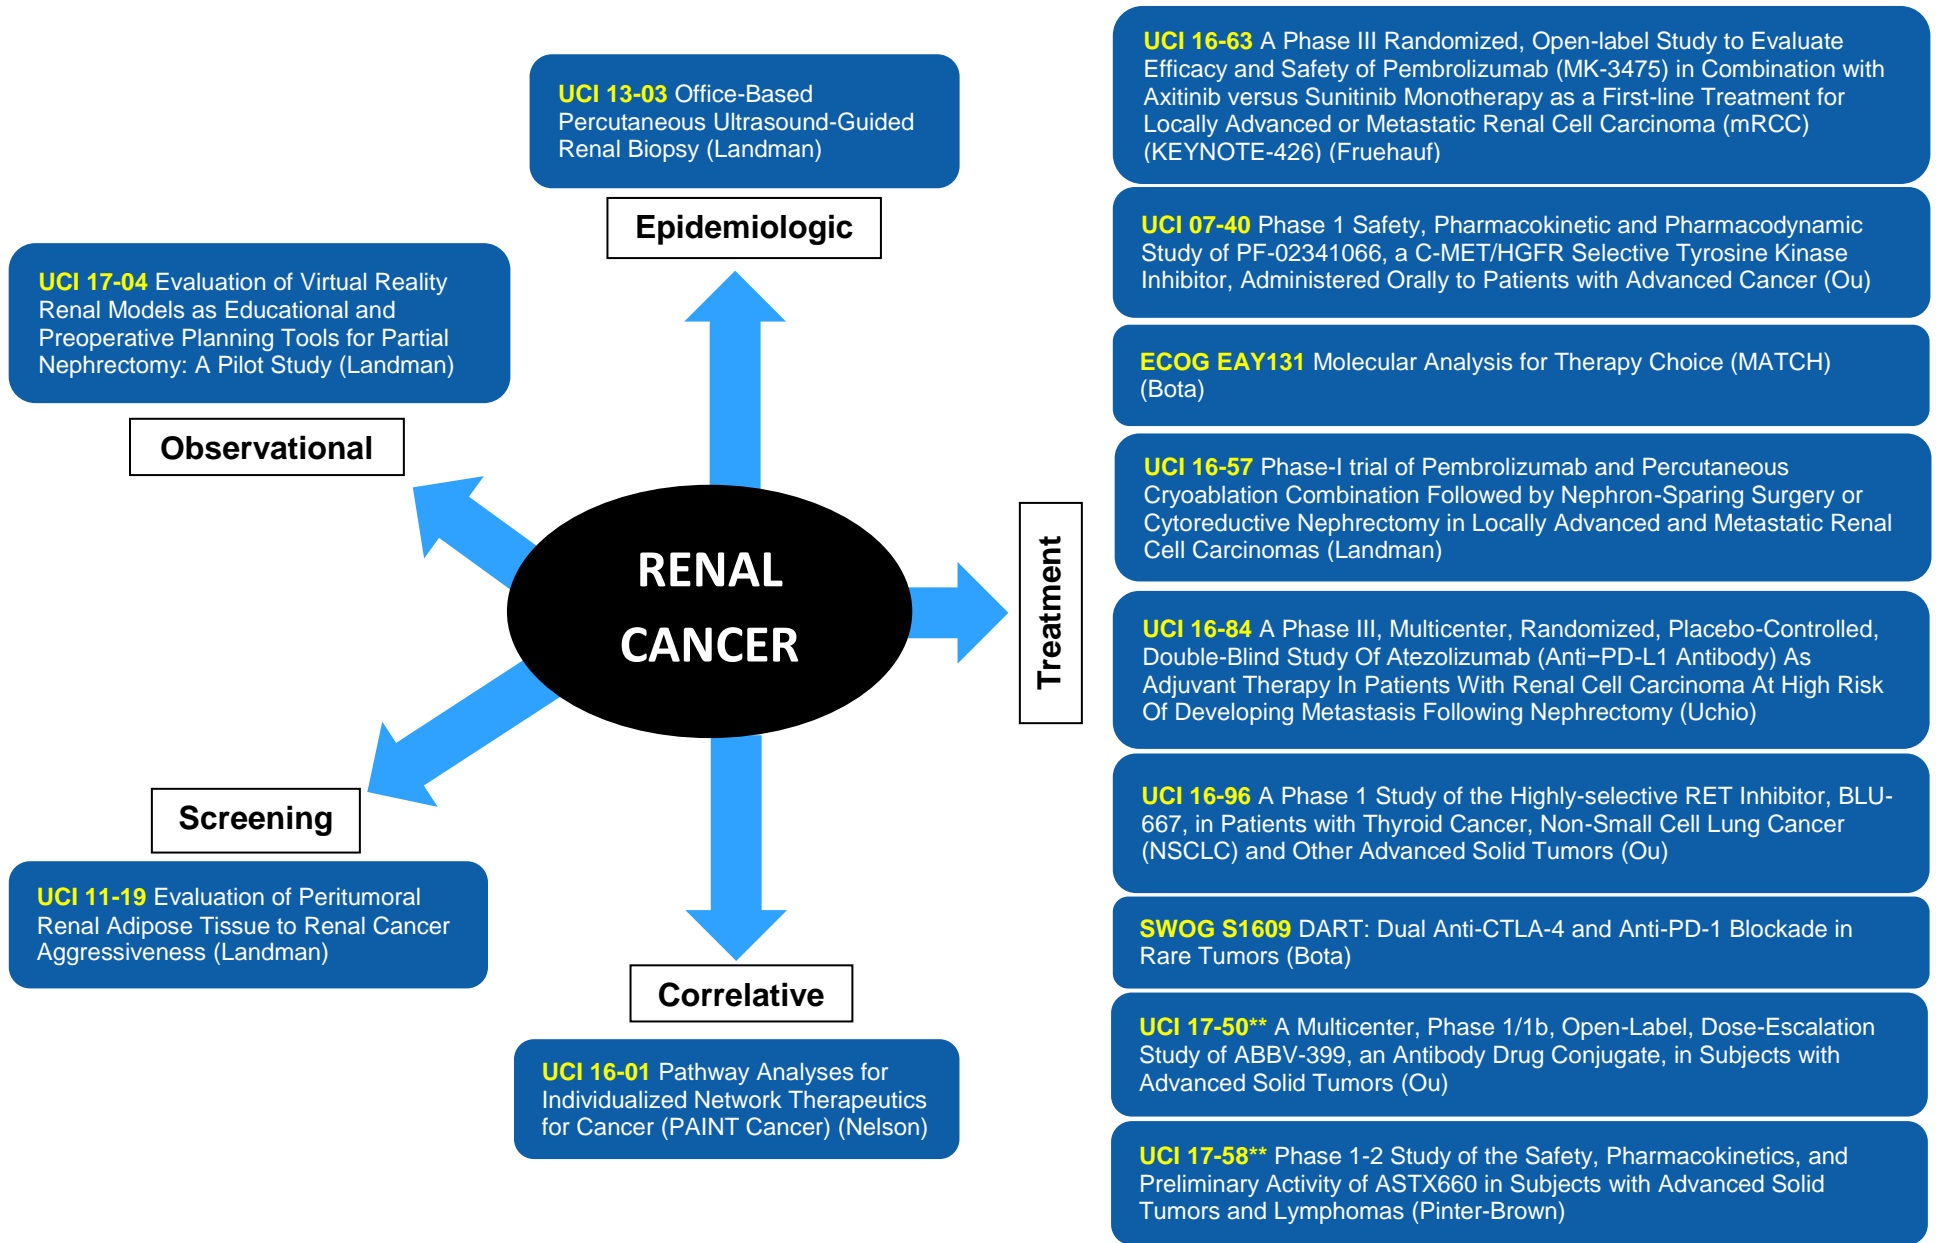 UCI 13-03 Office-Based
Percutaneous Ultrasound-Guided
Renal Biopsy (Landman)
Epidemiologic
UCI 17-04 Evaluation of Virtual Reality
Renal Models as Educational and
Preoperative Planning Tools for Partial
Nephrectomy: A Pilot Study (Landman)
Observational
RENAL
CANCER
Screening
UCI 11-19 Evaluation of Peritumoral
Renal Adipose Tissue to Renal Cancer
Aggressiveness (Landman)
Correlative
UCI 16-01 Pathway Analyses for
Individualized Network Therapeutics
for Cancer (PAINT Cancer) (Nelson)
Treatment
UCI 16-63 A Phase III Randomized, Open-label Study to Evaluate
Efficacy and Safety of Pembrolizumab (MK-3475) in Combination with
Axitinib versus Sunitinib Monotherapy as a First-line Treatment for
Locally Advanced or Metastatic Renal Cell Carcinoma (mRCC)
(KEYNOTE-426) (Fruehauf)
UCI 07-40 Phase 1 Safety, Pharmacokinetic and Pharmacodynamic
Study of PF-02341066, a C-MET/HGFR Selective Tyrosine Kinase
Inhibitor, Administered Orally to Patients with Advanced Cancer (Ou)
ECOG EAY131 Molecular Analysis for Therapy Choice (MATCH)
(Bota)
UCI 16-57 Phase-I trial of Pembrolizumab and Percutaneous
Cryoablation Combination Followed by Nephron-Sparing Surgery or
Cytoreductive Nephrectomy in Locally Advanced and Metastatic Renal
Cell Carcinomas (Landman)
UCI 16-84 A Phase III, Multicenter, Randomized, Placebo-Controlled,
Double-Blind Study Of Atezolizumab (Anti−PD-L1 Antibody) As
Adjuvant Therapy In Patients With Renal Cell Carcinoma At High Risk
Of Developing Metastasis Following Nephrectomy (Uchio)
UCI 16-96 A Phase 1 Study of the Highly-selective RET Inhibitor, BLU-
667, in Patients with Thyroid Cancer, Non-Small Cell Lung Cancer
(NSCLC) and Other Advanced Solid Tumors (Ou)
SWOG S1609 DART: Dual Anti-CTLA-4 and Anti-PD-1 Blockade in
Rare Tumors (Bota)
UCI 17-50** A Multicenter, Phase 1/1b, Open-Label, Dose-Escalation
Study of ABBV-399, an Antibody Drug Conjugate, in Subjects with
Advanced Solid Tumors (Ou)
UCI 17-58** Phase 1-2 Study of the Safety, Pharmacokinetics, and
Preliminary Activity of ASTX660 in Subjects with Advanced Solid
Tumors and Lymphomas (Pinter-Brown)